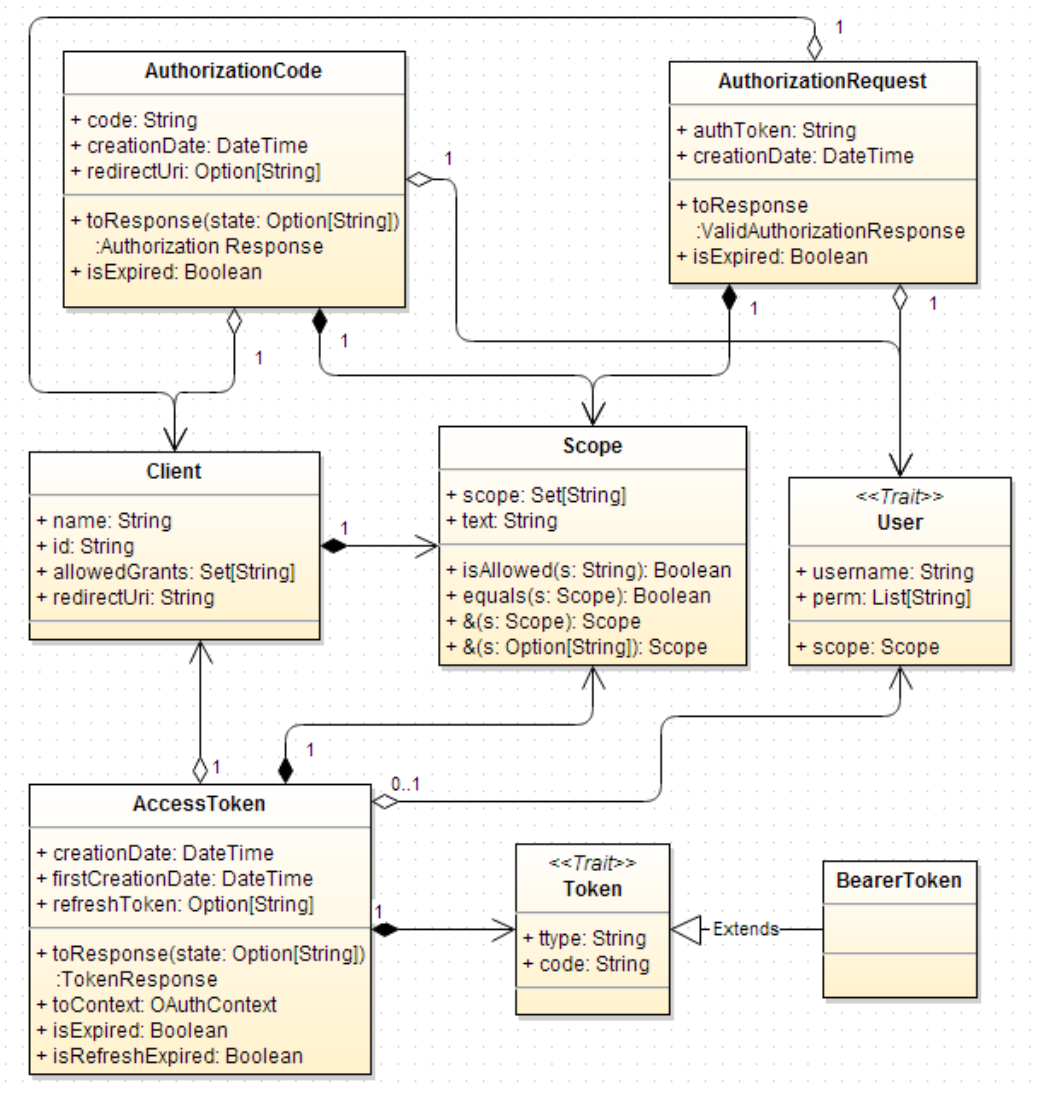 1
AuthorizationCode
+ code: String
+ creationDate: DateTime
+ redirectUri: Option[String]
+ toResponse(state: Option[String])
:Authorization Response
+ isExpired: Boolean
1
1
1
AuthorizationRequest
+ authToken: String
+ creationDate: DateTime
+ toResponse
:ValidAuthorizationResponse
+ isExpired: Boolean
1
1
Client
+ name: String
+ id: String
+ allowedGrants: Set[String]
+ redirectUri: String
1
Scope
+ scope: Set[String]
+ text: String
+ isAllowed(s: String): Boolean
+ equals(s: Scope): Boolean
+ &(s: Scope): Scope
+ &(s: Option[String]): Scope
<<Trait>>
User
+ username: String
+ perm: List[String]
+ scope: Scope
1
1
0..1
AccessToken
+ creationDate: DateTime
+ firstCreationDate: DateTime
+ refreshToken: Option[String]
+ toResponse(state: Option[String])
:TokenResponse
+ toContext: OAuthContext
+ isExpired: Boolean
+ isRefreshExpired: Boolean
1
<<Trait>>
Token
+ ttype: String
+ code: String
Extends
BearerToken